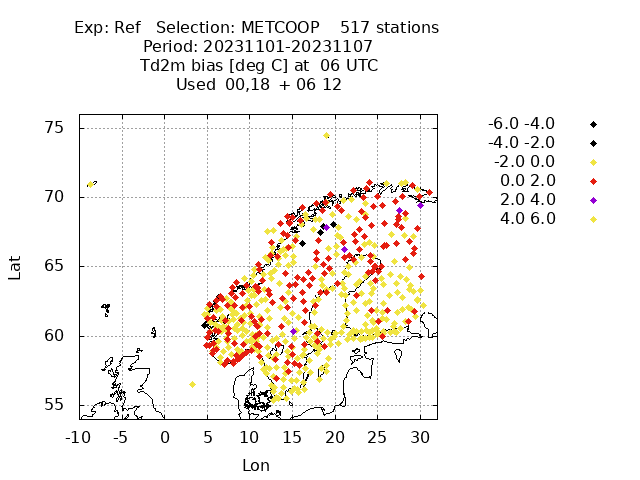 Exp: Ref   Selection: METCOOP    517 stations
Period: 20231101-20231107
Td2m bias [deg C] at  06 UTC
Used  00,18  + 06 12
-6.0 -4.0
-4.0 -2.0
-2.0 0.0
0.0 2.0
2.0 4.0
4.0 6.0
75
70
65
60
55
Lat
-10 -5 0 5 10 15 20 25 30
Lon